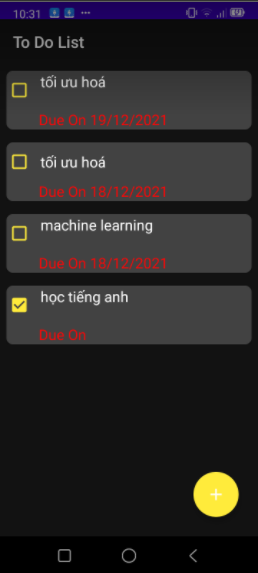 10:31
To Do List
tối ưu hoá
Due On 19/12/2021
tối ưu hoá
Due On 18/12/2021
machine learning
Due On 18/12/2021
học tiếng anh
Due On
+